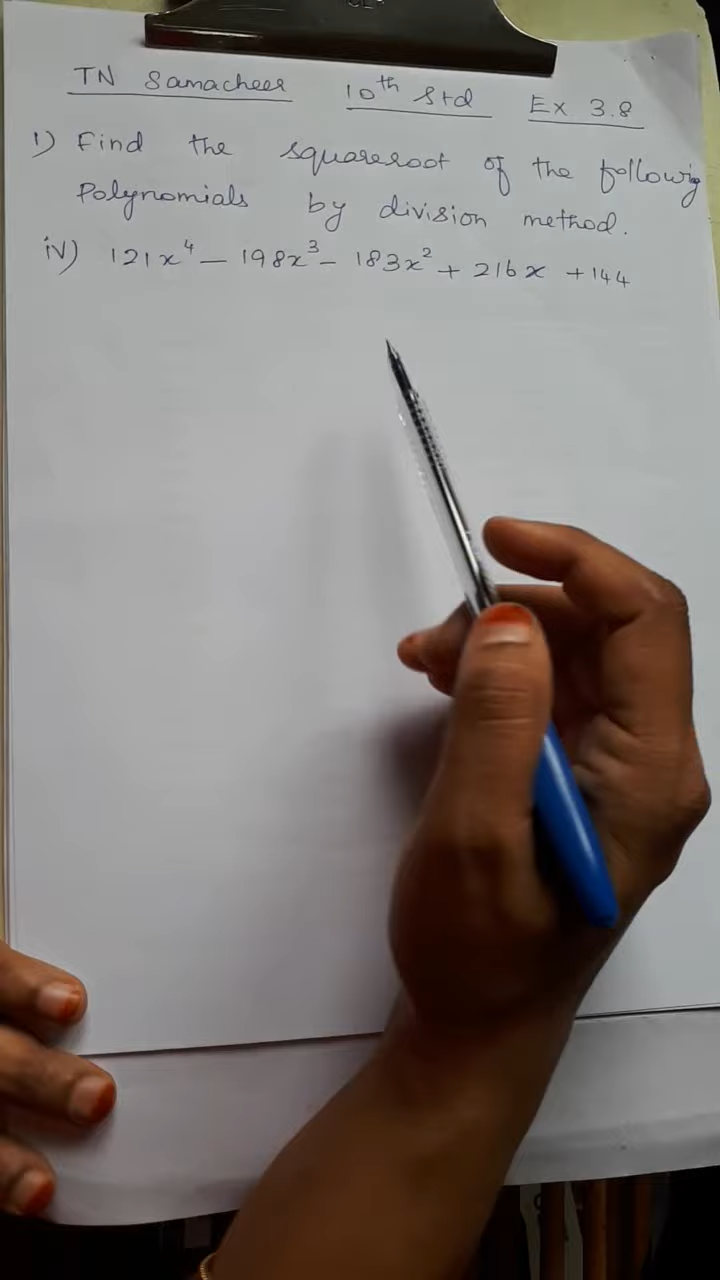 TN Samacheer 10th Std Ex 3.8
1) Find the squareroot of the following
Polynomials by division method.
iv) 121x⁴ – 198x³ – 183x² + 216x + 144